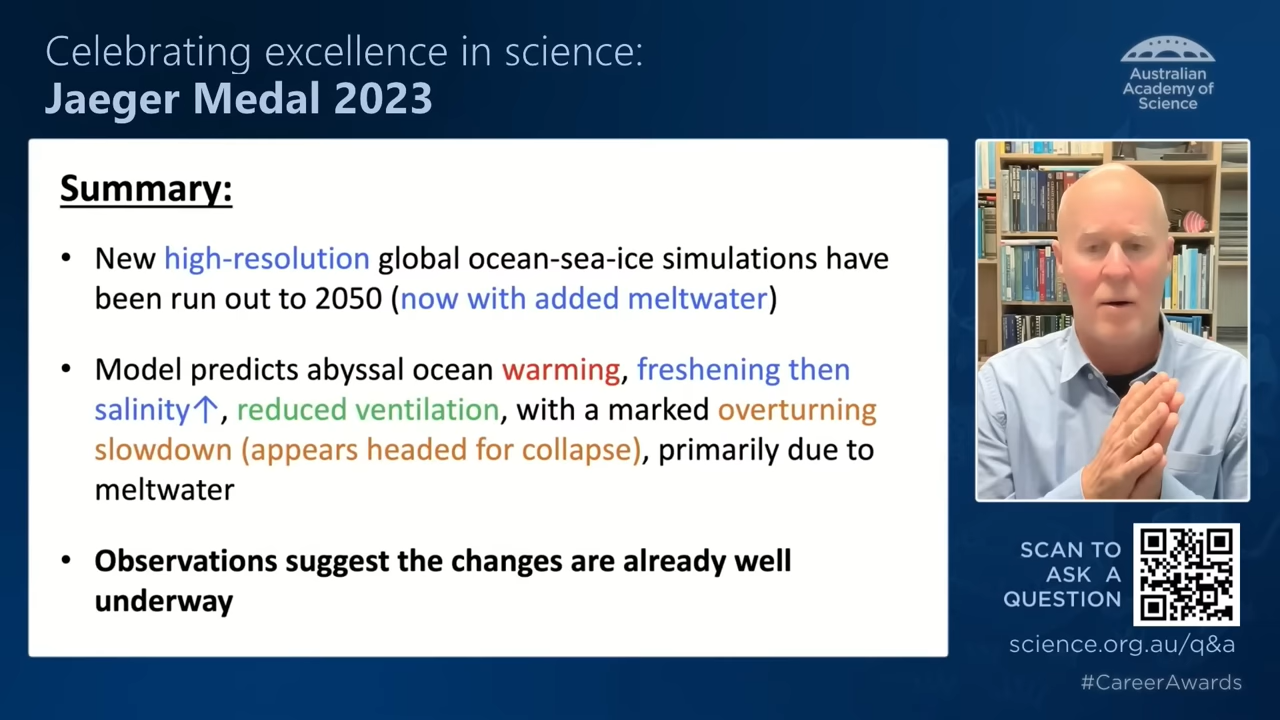 Celebrating excellence in science:
Jaeger Medal 2023
Australian
Academy of
Science
Summary:
• New high-resolution global ocean-sea-ice simulations have
been run out to 2050 (now with added meltwater)
• Model predicts abyssal ocean warming, freshening then
salinity↑, reduced ventilation, with a marked overturning
slowdown (appears headed for collapse), primarily due to
meltwater
• Observations suggest the changes are already well
underway
SCAN TO
ASK A
QUESTION
science.org.au/q&a
#CareerAwards